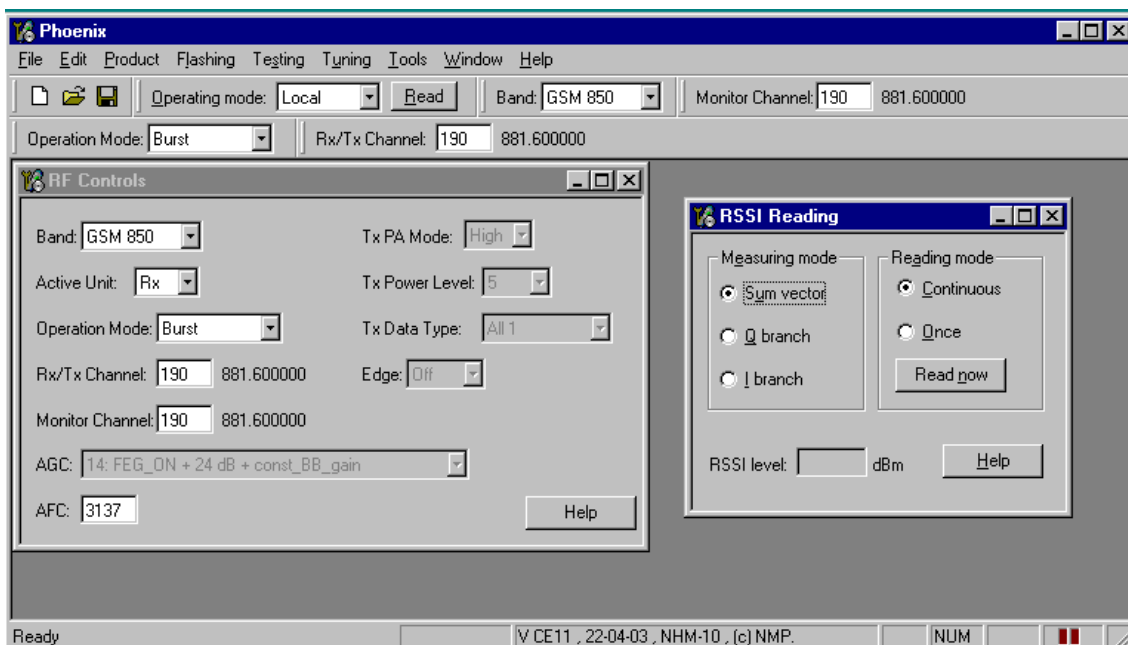 Phoenix
File Edit Product Flashing Testing Tuning Tools Window Help
Operating mode: Local Read Band: GSM 850 Monitor Channel: 190 881.600000
Operation Mode: Burst Rx/Tx Channel: 190 881.600000
RF Controls
Band: GSM 850 Tx PA Mode: High
Active Unit: Rx Tx Power Level: 5
Operation Mode: Burst Tx Data Type: All 1
Rx/Tx Channel: 190 881.600000 Edge: Off
Monitor Channel: 190 881.600000
AGC: 14: FEG_ON + 24 dB + const_BB_gain
AFC: 3137 Help
RSSI Reading
Measuring mode Reading mode
Sum vector Continuous
Q branch Once
I branch Read now
RSSI level: dBm Help
Ready V CE11 , 22-04-03 , NHM-10 , (c) NMP. NUM